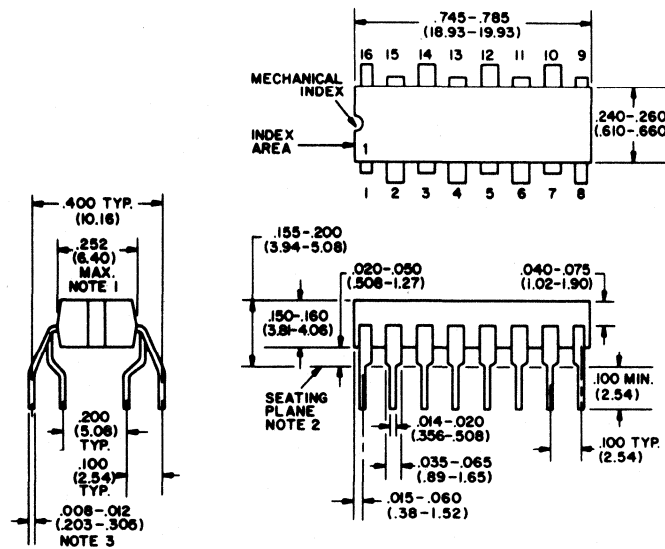 .745-.785
(18.93-19.93)
16 15 14 13 12 11 10 9
MECHANICAL
INDEX
INDEX
AREA
1
.240-.260
(.610-.660)
1 2 3 4 5 6 7 8
.400 TYP.
(10.16)
.252
(6.40)
MAX.
NOTE 1
.155-.200
(3.94-5.08)
.020-.050
(.508-1.27)
.040-.075
(1.02-1.90)
.150-.160
(3.81-4.06)
SEATING
PLANE
NOTE 2
.100 MIN.
(2.54)
.200
(5.08)
TYP.
.014-.020
(.356-.508)
.100 TYP.
(2.54)
.100
(2.54)
TYP.
.035-.065
(.89-1.65)
.008-.012
(.203-.305)
NOTE 3
.015-.060
(.38-1.52)